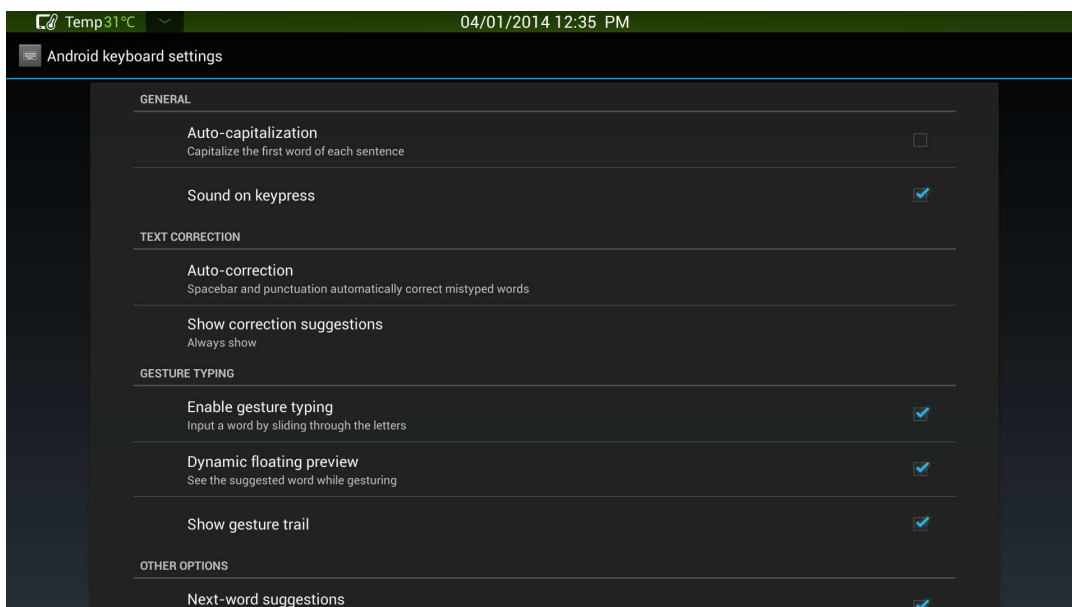 Temp 31°C
04/01/2014 12:35 PM
Android keyboard settings
GENERAL
Auto-capitalization
Capitalize the first word of each sentence
Sound on keypress
TEXT CORRECTION
Auto-correction
Spacebar and punctuation automatically correct mistyped words
Show correction suggestions
Always show
GESTURE TYPING
Enable gesture typing
Input a word by sliding through the letters
Dynamic floating preview
See the suggested word while gesturing
Show gesture trail
OTHER OPTIONS
Next-word suggestions